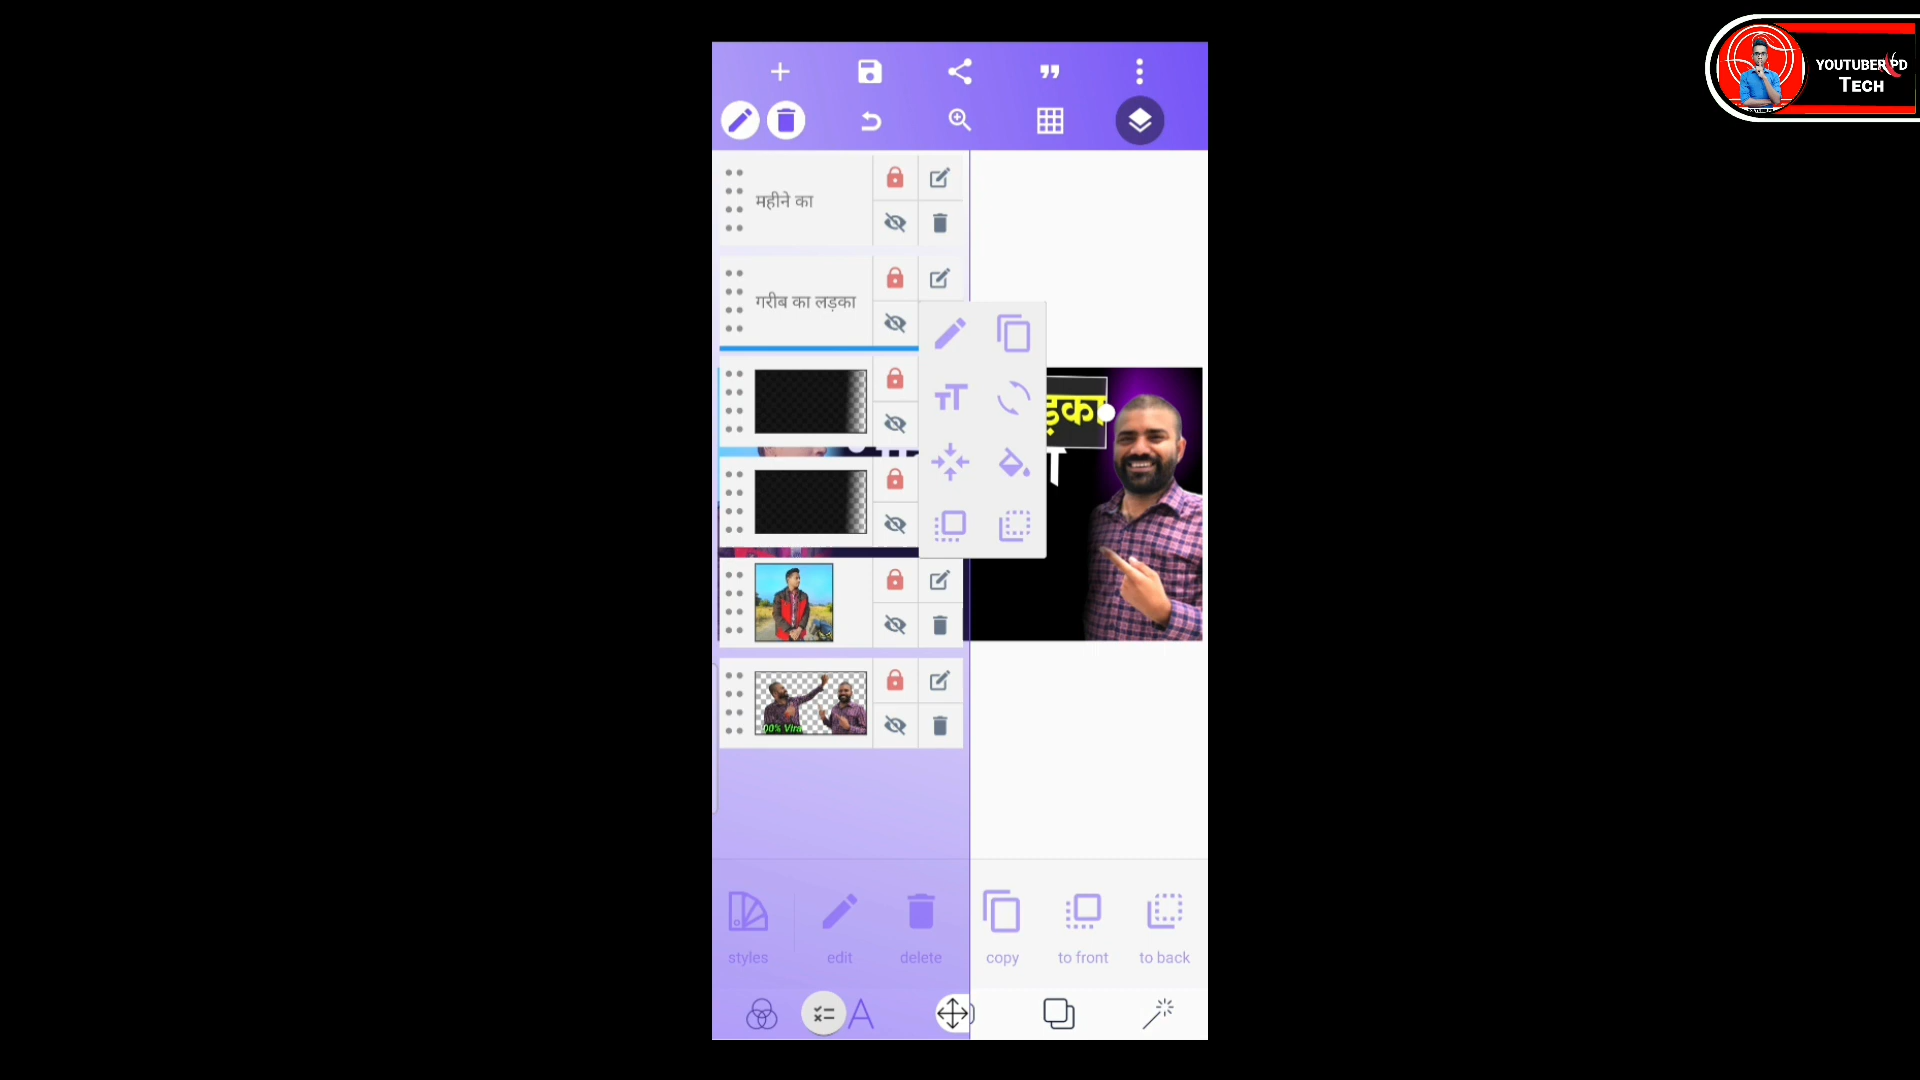 YOUTUBER PD
TECH
महीने का
गरीब का लड़का
00% Vira
styles
edit
delete
copy
to front
to back